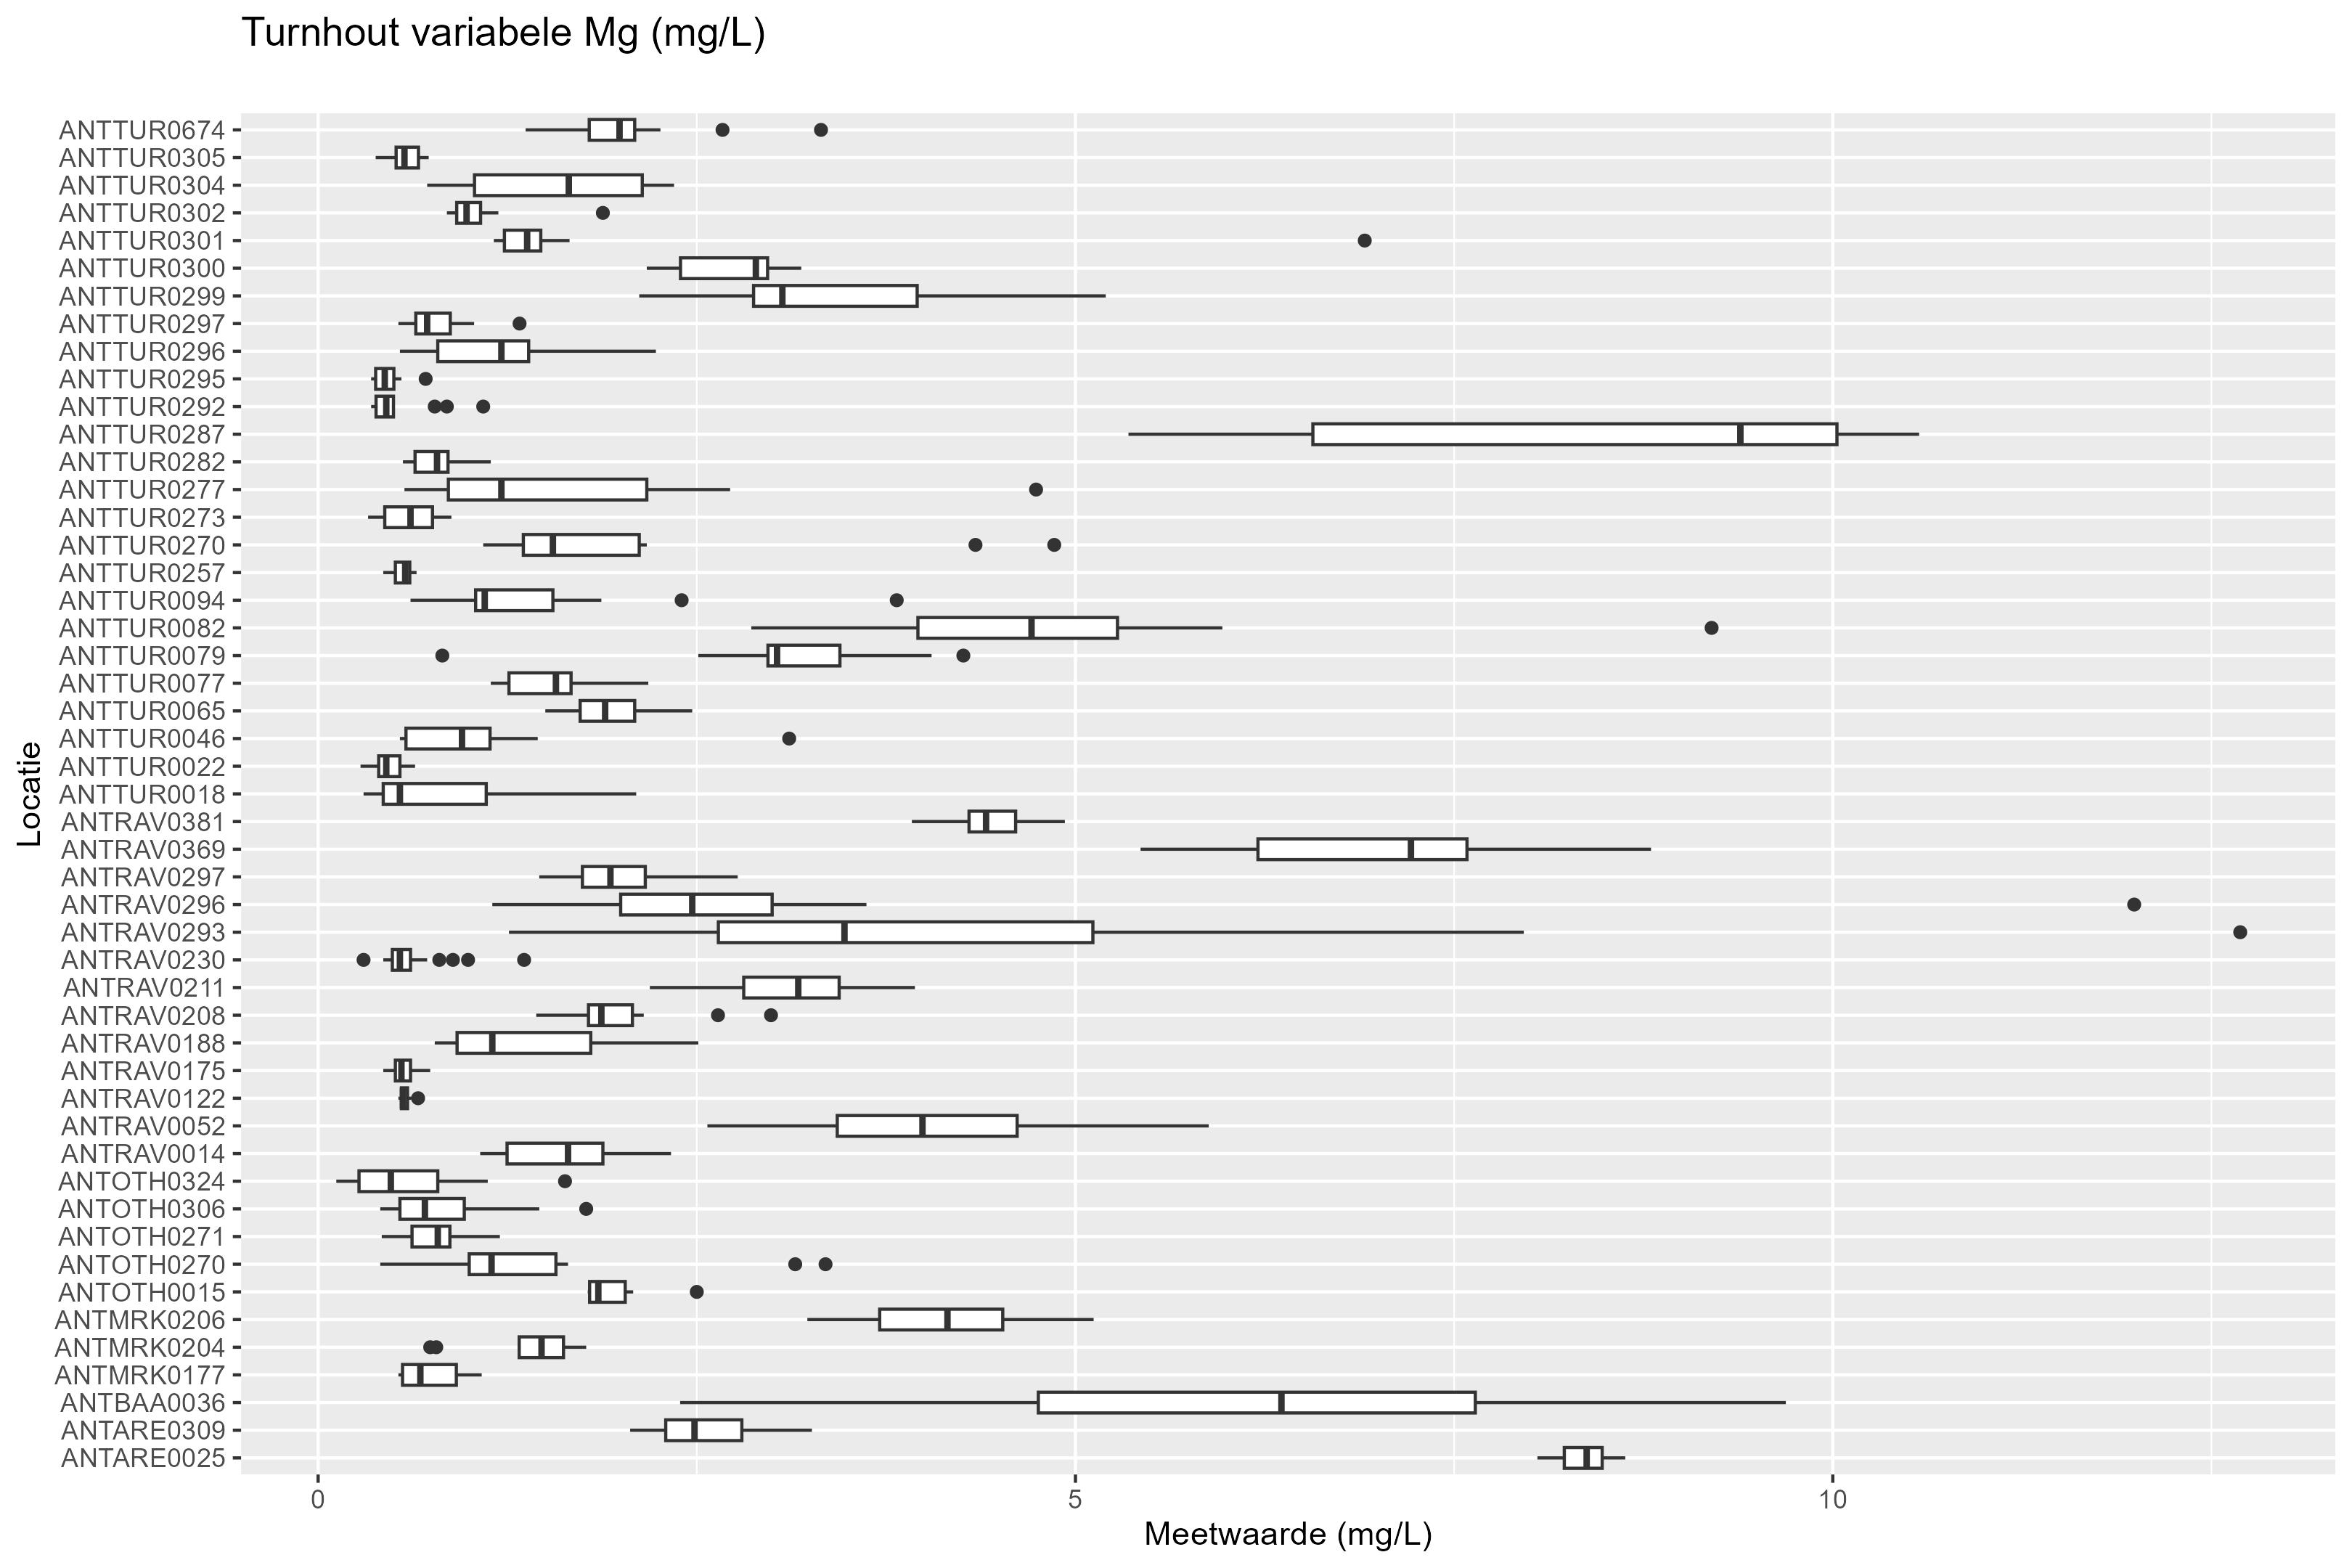 Turnhout variabele Mg (mg/L)
Locatie
ANTTUR0674
ANTTUR0305
ANTTUR0304
ANTTUR0302
ANTTUR0301
ANTTUR0300
ANTTUR0299
ANTTUR0297
ANTTUR0296
ANTTUR0295
ANTTUR0292
ANTTUR0287
ANTTUR0282
ANTTUR0277
ANTTUR0273
ANTTUR0270
ANTTUR0257
ANTTUR0094
ANTTUR0082
ANTTUR0079
ANTTUR0077
ANTTUR0065
ANTTUR0046
ANTTUR0022
ANTTUR0018
ANTRAV0381
ANTRAV0369
ANTRAV0297
ANTRAV0296
ANTRAV0293
ANTRAV0230
ANTRAV0211
ANTRAV0208
ANTRAV0188
ANTRAV0175
ANTRAV0122
ANTRAV0052
ANTRAV0014
ANTOTH0324
ANTOTH0306
ANTOTH0271
ANTOTH0270
ANTOTH0015
ANTMRK0206
ANTMRK0204
ANTMRK0177
ANTBAA0036
ANTARE0309
ANTARE0025
0 5 10
Meetwaarde (mg/L)